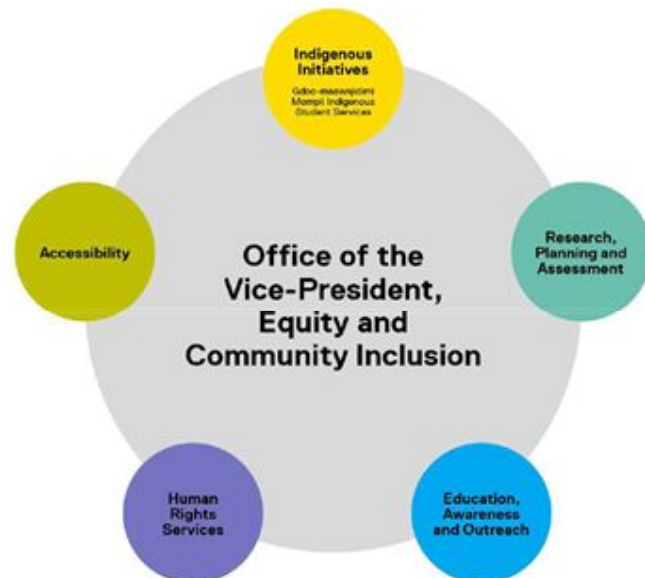 Indigenous
Initiatives
Gdoo-maawnjidimi
Mompii Indigenous
Student Services
Accessibility
Office of the
Vice-President,
Equity and
Community Inclusion
Research,
Planning and
Assessment
Human
Rights
Services
Education,
Awareness
and Outreach